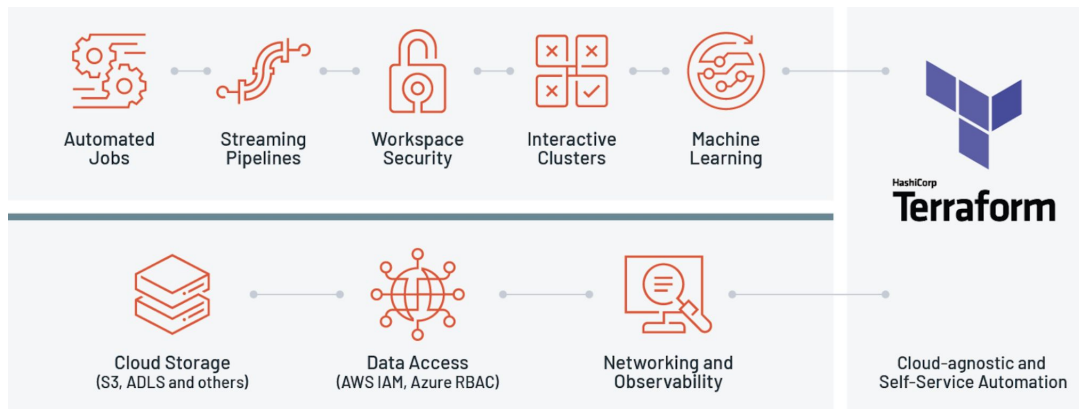 Automated
Jobs
Streaming
Pipelines
Workspace
Security
Interactive
Clusters
Machine
Learning
HashiCorp
Terraform
Cloud Storage
(S3, ADLS and others)
Data Access
(AWS IAM, Azure RBAC)
Networking and
Observability
Cloud-agnostic and
Self-Service Automation